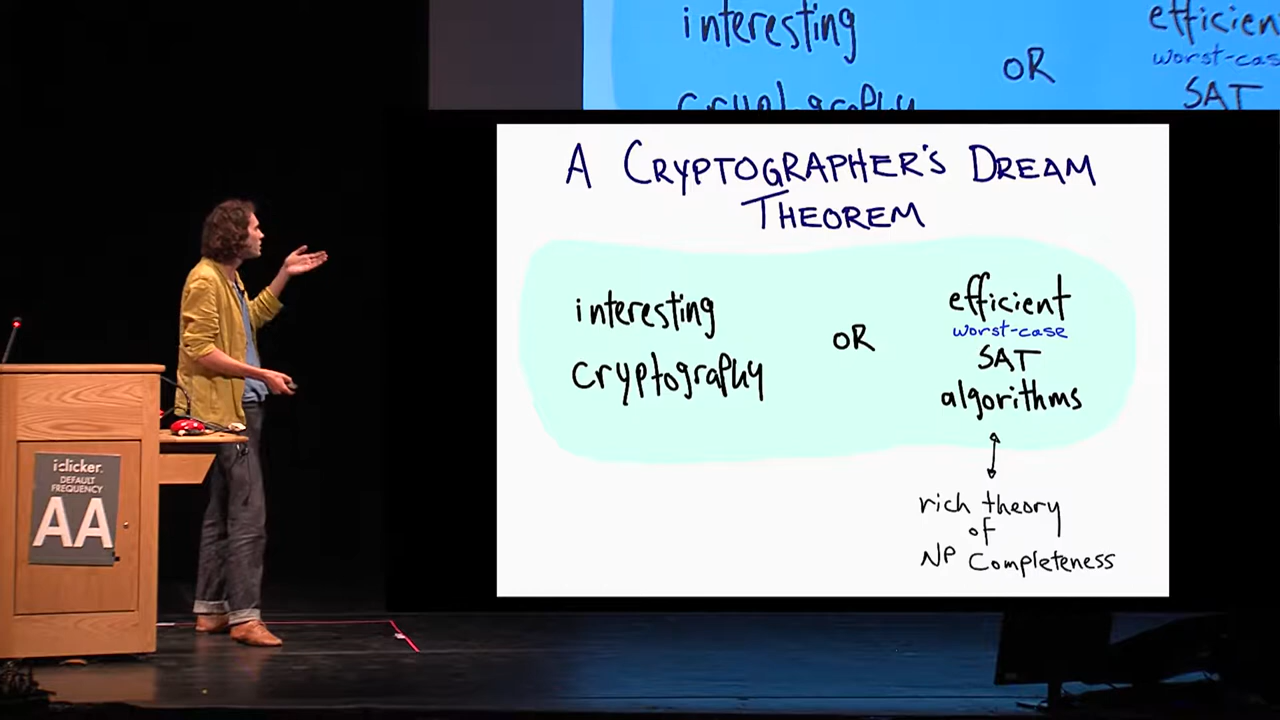 interesting
OR
efficien
worst-cas
SAT
A CRYPTOGRAPHER'S DREAM
THEOREM
interesting
cryptography
OR
efficient
worst-case
SAT
algorithms
rich theory
of
NP Completeness
iclicker.
DEFAULT
FREQUENCY
AA